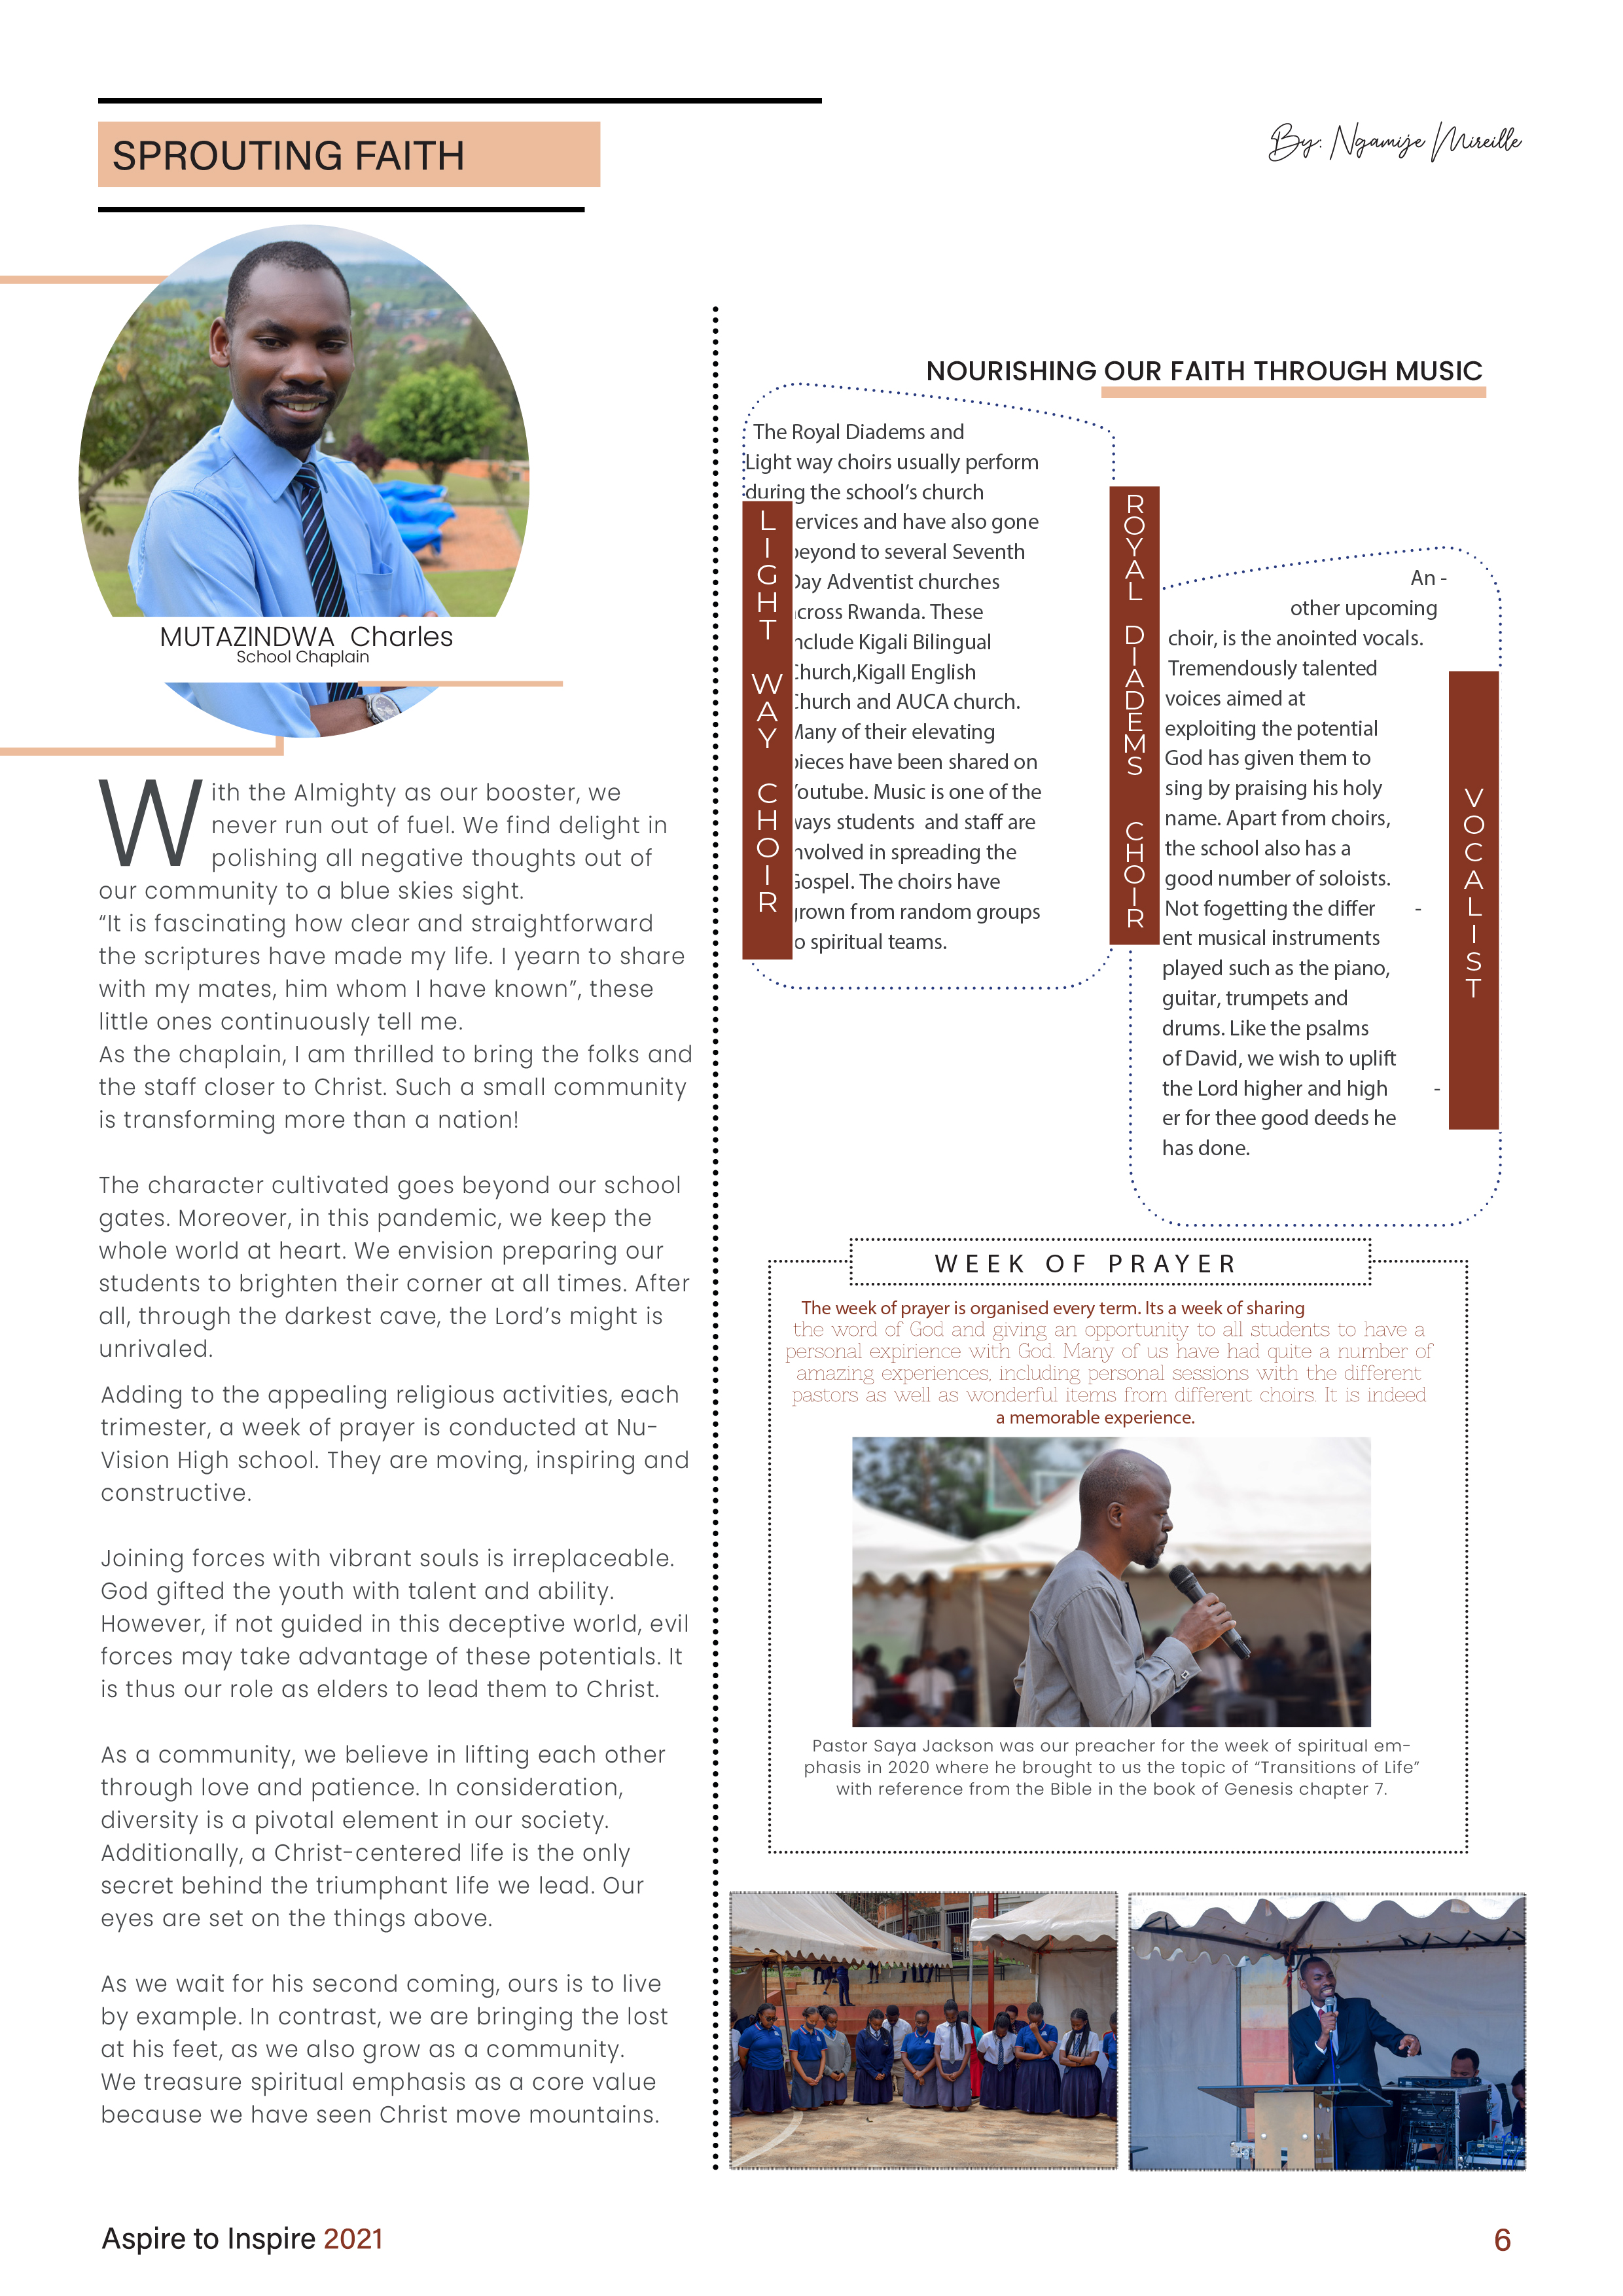 SPROUTING FAITH
By: Ngamije Mireille
MUTAZINDWA Charles
School Chaplain
With the Almighty as our booster, we
never run out of fuel. We find delight in
polishing all negative thoughts out of
our community to a blue skies sight.
“It is fascinating how clear and straightforward
the scriptures have made my life. I yearn to share
with my mates, him whom I have known”, these
little ones continuously tell me.
As the chaplain, I am thrilled to bring the folks and
the staff closer to Christ. Such a small community
is transforming more than a nation!
The character cultivated goes beyond our school
gates. Moreover, in this pandemic, we keep the
whole world at heart. We envision preparing our
students to brighten their corner at all times. After
all, through the darkest cave, the Lord’s might is
unrivaled.
Adding to the appealing religious activities, each
trimester, a week of prayer is conducted at Nu-
Vision High school. They are moving, inspiring and
constructive.
Joining forces with vibrant souls is irreplaceable.
God gifted the youth with talent and ability.
However, if not guided in this deceptive world, evil
forces may take advantage of these potentials. It
is thus our role as elders to lead them to Christ.
As a community, we believe in lifting each other
through love and patience. In consideration,
diversity is a pivotal element in our society.
Additionally, a Christ-centered life is the only
secret behind the triumphant life we lead. Our
eyes are set on the things above.
As we wait for his second coming, ours is to live
by example. In contrast, we are bringing the lost
at his feet, as we also grow as a community.
We treasure spiritual emphasis as a core value
because we have seen Christ move mountains.
NOURISHING OUR FAITH THROUGH MUSIC
The Royal Diadems and
Light way choirs usually perform
during the school’s church
ervices and have also gone
beyond to several Seventh
Day Adventist churches
cross Rwanda. These
nclude Kigali Bilingual
Church,Kigall English
Church and AUCA church.
Many of their elevating
pieces have been shared on
Youtube. Music is one of the
ways students and staff are
nvolved in spreading the
Gospel. The choirs have
grown from random groups
o spiritual teams.
LIGHT WAY CHOIR
ROYAL DIADEMS CHOIR
An -
other upcoming
choir, is the anointed vocals.
Tremendously talented
voices aimed at
exploiting the potential
God has given them to
sing by praising his holy
name. Apart from choirs,
the school also has a
good number of soloists.
Not fogetting the differ -
ent musical instruments
played such as the piano,
guitar, trumpets and
drums. Like the psalms
of David, we wish to uplift
the Lord higher and high -
er for thee good deeds he
has done.
VOCALIST
WEEK OF PRAYER
The week of prayer is organised every term. Its a week of sharing
the word of God and giving an opportunity to all students to have a
personal expirience with God. Many of us have had quite a number of
amazing experiences, including personal sessions with the different
pastors as well as wonderful items from different choirs. It is indeed
a memorable experience.
Pastor Saya Jackson was our preacher for the week of spiritual em-
phasis in 2020 where he brought to us the topic of “Transitions of Life”
with reference from the Bible in the book of Genesis chapter 7.
Aspire to Inspire 2021
6